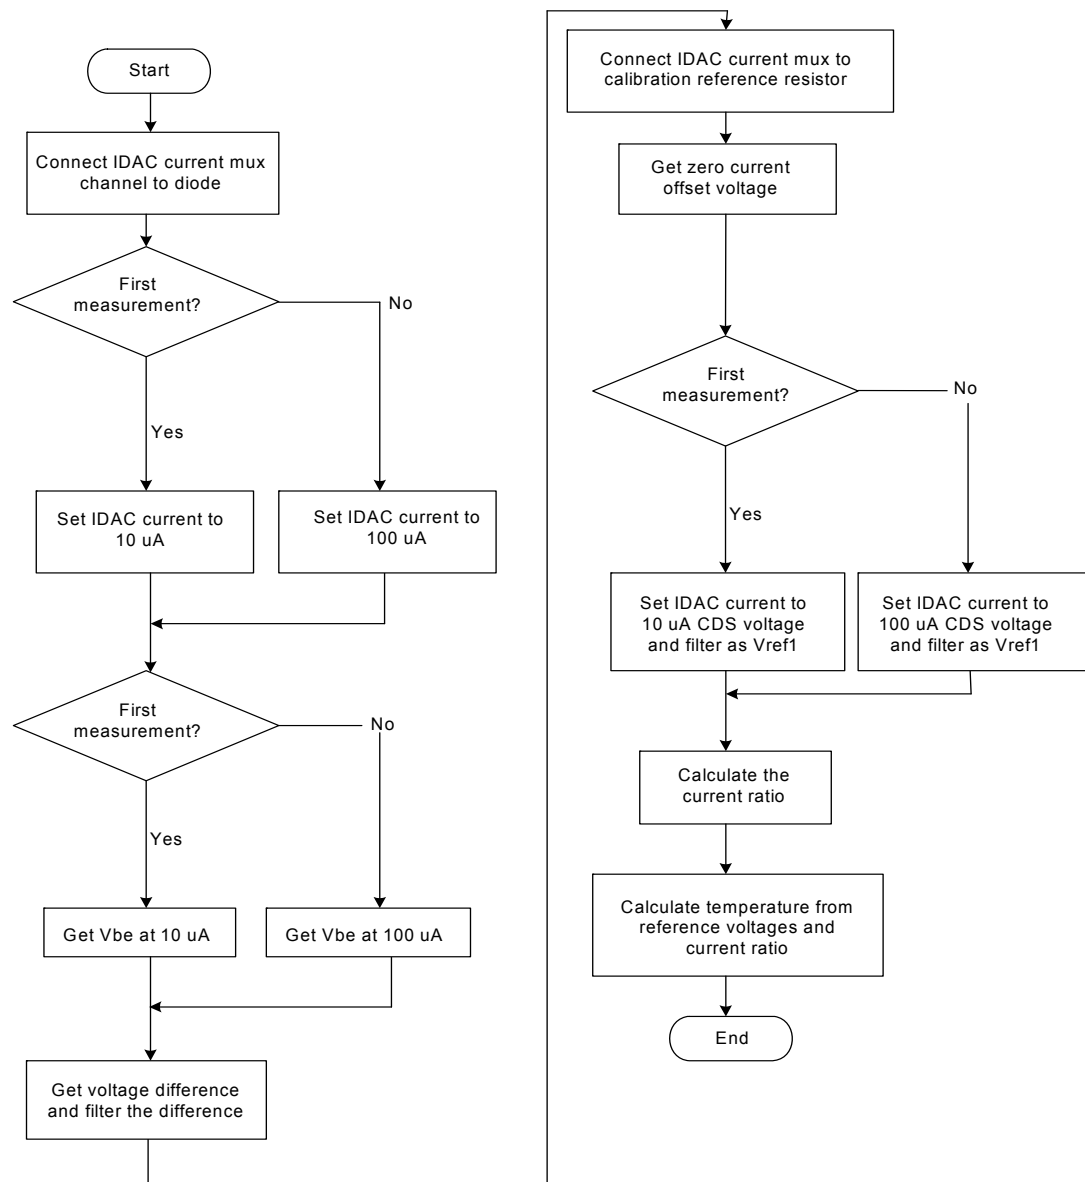 Start
Connect IDAC current mux
channel to diode
First
measurement?
No
Yes
Set IDAC current to
10 uA
Set IDAC current to
100 uA
First
measurement?
No
Yes
Get Vbe at 10 uA
Get Vbe at 100 uA
Get voltage difference
and filter the difference
Connect IDAC current mux to
calibration reference resistor
Get zero current
offset voltage
First
measurement?
No
Yes
Set IDAC current to
10 uA CDS voltage
and filter as Vref1
Set IDAC current to
100 uA CDS voltage
and filter as Vref1
Calculate the
current ratio
Calculate temperature from
reference voltages and
current ratio
End